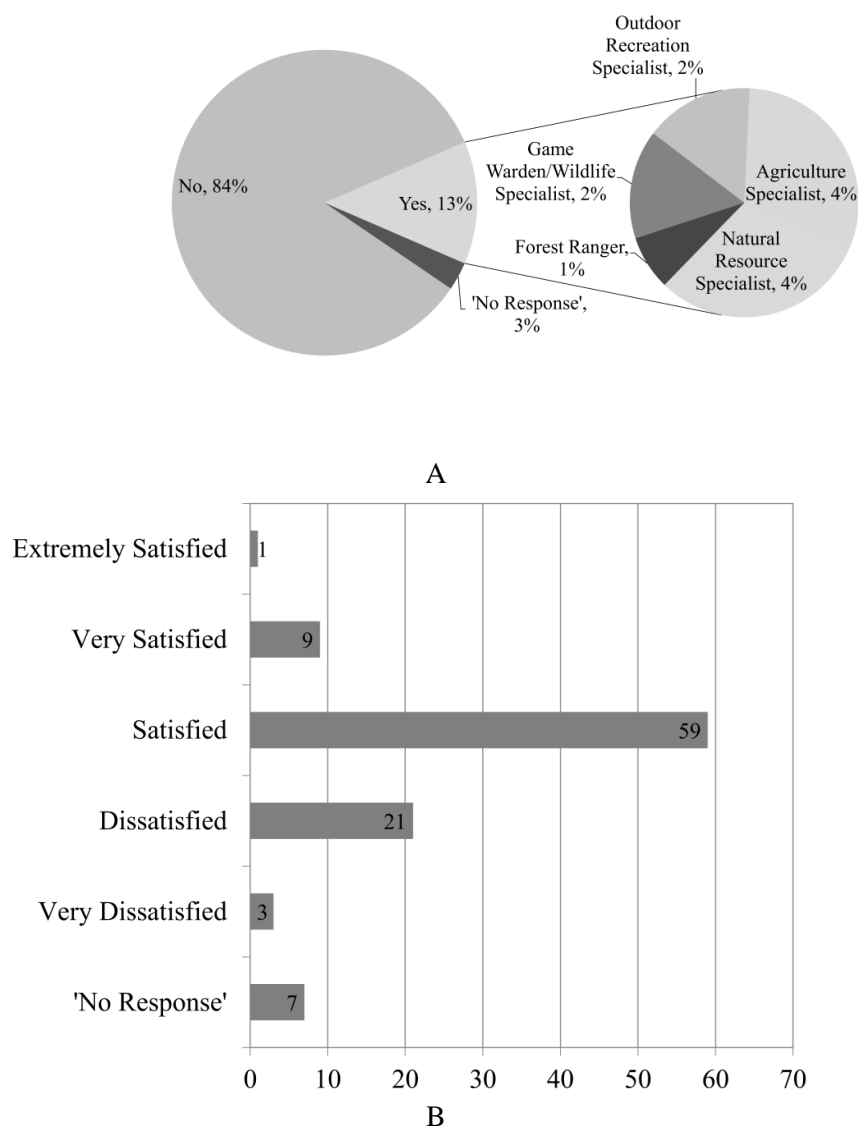 Outdoor
Recreation
Specialist, 2%
No, 84%
Yes, 13%
Game
Warden/Wildlife
Specialist, 2%
Agriculture
Specialist, 4%
Forest Ranger,
1%
Natural
Resource
Specialist, 4%
'No Response',
3%
A
Extremely Satisfied
1
Very Satisfied
9
Satisfied
59
Dissatisfied
21
Very Dissatisfied
3
'No Response'
7
0 10 20 30 40 50 60 70
B